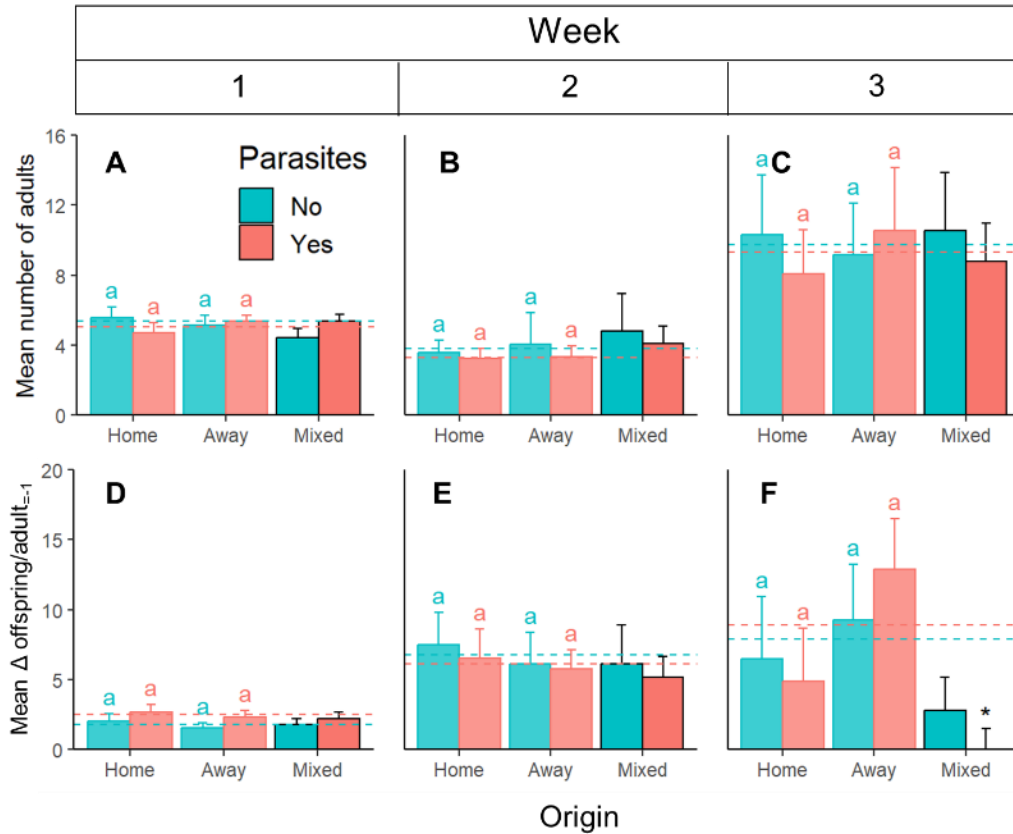 Week
1 2 3
Mean number of adults
16
12
8
4
0
A
Parasites
No
Yes
a a a a
Home Away Mixed
B
a a a a
Home Away Mixed
C
a a a a
Home Away Mixed
Mean Δ offspring/adult=-1
20
15
10
5
0
D
a a a a
Home Away Mixed
E
a a a a
Home Away Mixed
F
a a a a *
Home Away Mixed
Origin